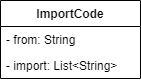 ImportCode
- from: String
- import: List<String>